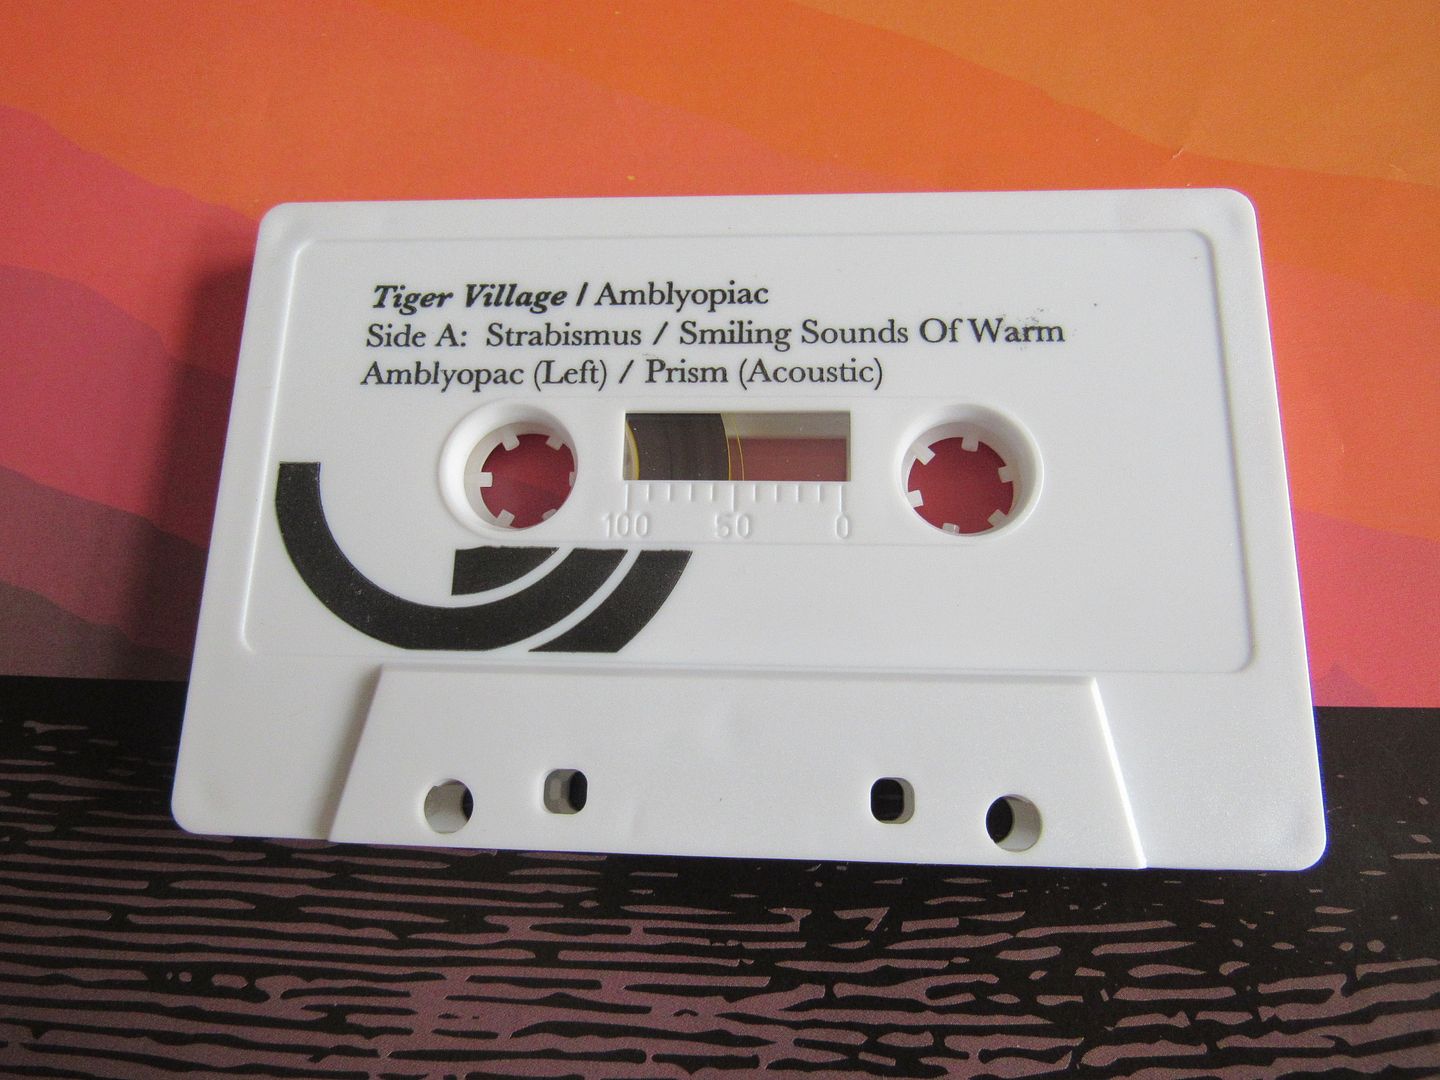 Tiger Village / Amblyopiac
Side A: Strabismus / Smiling Sounds Of Warm
Amblyopac (Left) / Prism (Acoustic)
100 50 0